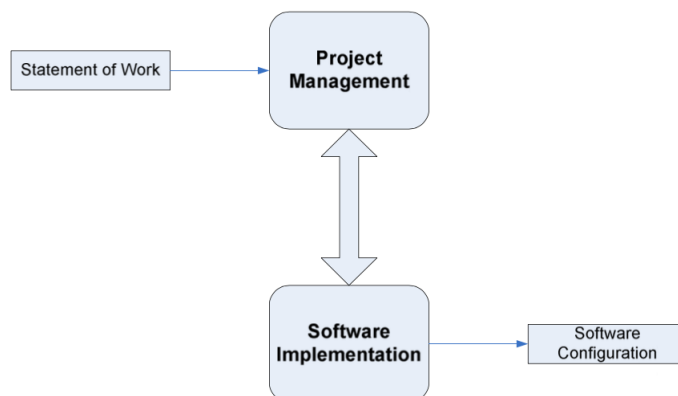 Project
Management
Statement of Work
Software
Implementation
Software
Configuration